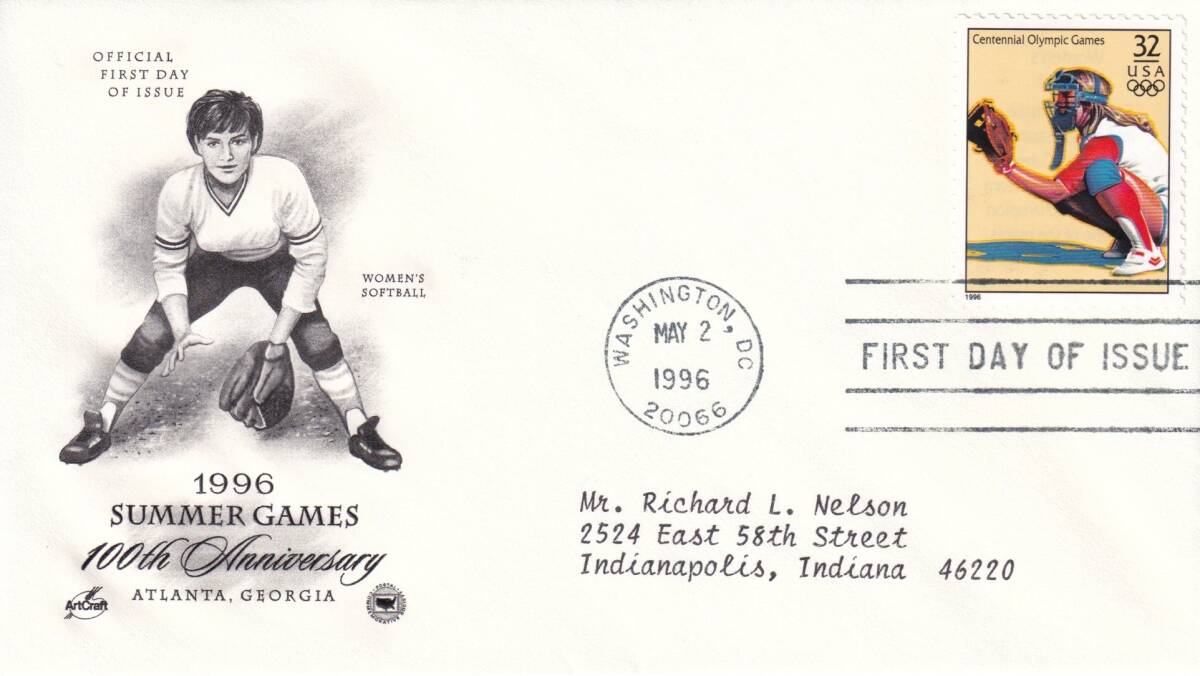 OFFICIAL
FIRST DAY
OF ISSUE
WOMEN'S
SOFTBALL
1996
SUMMER GAMES
100th Anniversary
ATLANTA, GEORGIA
ArtCraft
Centennial Olympic Games
32
USA
1996
WASHINGTON, DC
MAY 2
1996
20066
FIRST DAY OF ISSUE
Mr. Richard L. Nelson
2524 East 58th Street
Indianapolis, Indiana 46220